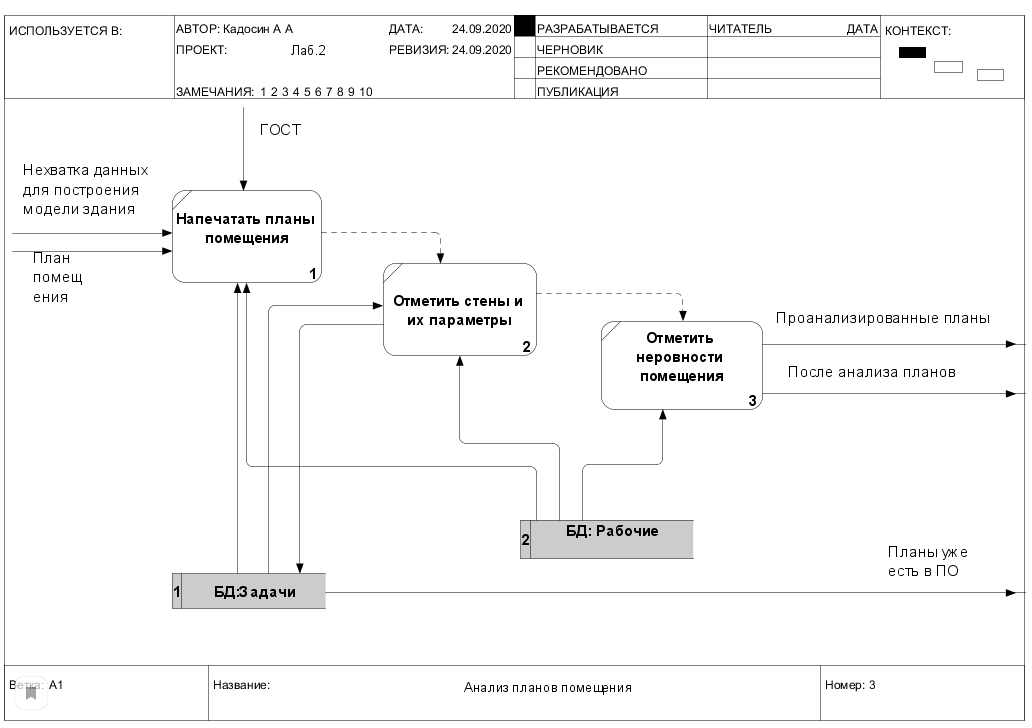 ИСПОЛЬЗУЕТСЯ В:
АВТОР: Кадосин А А
ДАТА: 24.09.2020
РАЗРАБАТЫВАЕТСЯ
ЧИТАТЕЛЬ
ДАТА
КОНТЕКСТ:
ПРОЕКТ: Лаб.2
РЕВИЗИЯ: 24.09.2020
ЧЕРНОВИК
РЕКОМЕНДОВАНО
ЗАМЕЧАНИЯ: 1 2 3 4 5 6 7 8 9 10
ПУБЛИКАЦИЯ
ГОСТ
Нехватка данных
для построения
модели здания
План
помещ
ения
Напечатать планы
помещения
1
Отметить стены и
их параметры
2
Отметить
неровности
помещения
3
Проанализированные планы
После анализа планов
2
БД: Рабочие
Планы уже
есть в ПО
1
БД:Задачи
Ветка: А1
Название:
Анализ планов помещения
Номер: 3